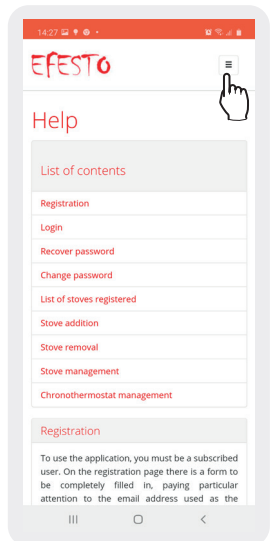 14:27
EFESTO
Help
List of contents
Registration
Login
Recover password
Change password
List of stoves registered
Stove addition
Stove removal
Stove management
Chronothermostat management
Registration
To use the application, you must be a subscribed
user. On the registration page there is a form to
be completely filled in, paying particular
attention to the email address used as the